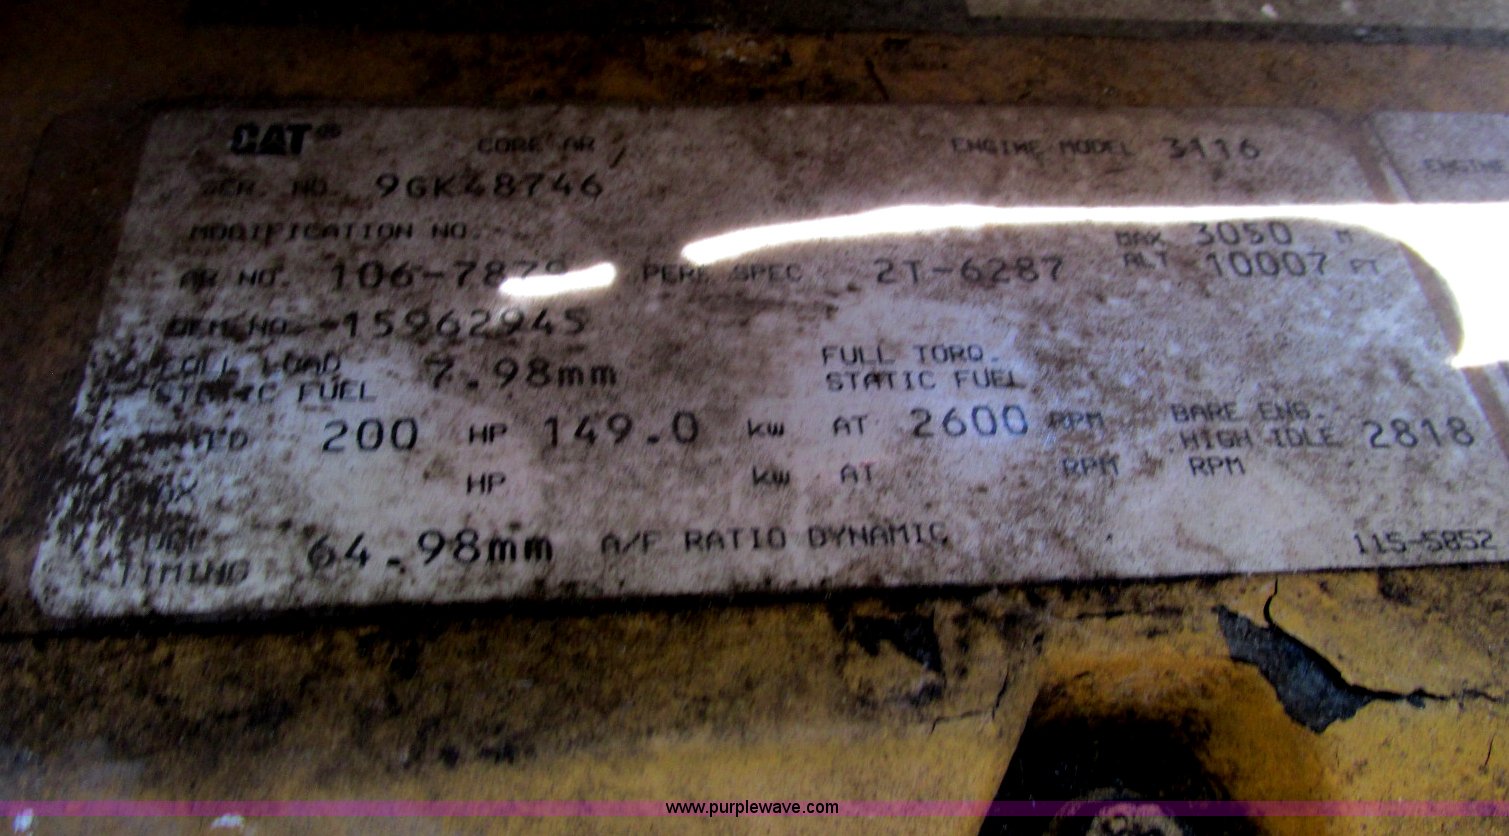 CAT® CORE AR ENGINE MODEL 3116 ENGINE
SER. NO. 9GK48746
MODIFICATION NO. MAX 3050 M
AR NO. 106-7879 PERF SPEC 2T-6287 ALT 10007 FT
OEM NO. 15962945
FULL LOAD 7.98mm FULL TORQ.
STATIC FUEL STATIC FUEL
RATED 200 HP 149.0 kw AT 2600 RPM BARE ENG.
HIGH IDLE 2818
HP kw AT RPM RPM
TIMING 64.98mm A/F RATIO DYNAMIC 115-5852
www.purplewave.com